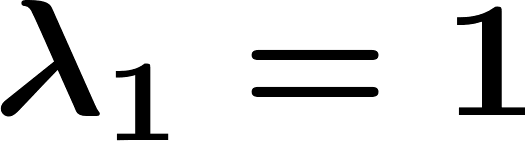 λ₁ = 1